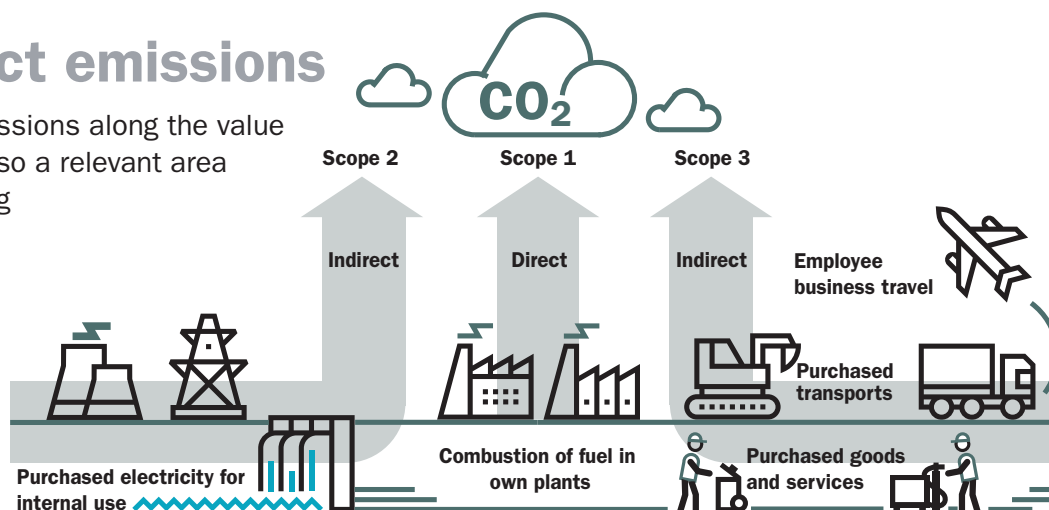 ct emissions
ssions along the value
so a relevant area
g
CO2
Scope 2
Scope 1
Scope 3
Indirect
Direct
Indirect
Employee
business travel
Purchased
transports
Purchased electricity for
internal use
Combustion of fuel in
own plants
Purchased goods
and services